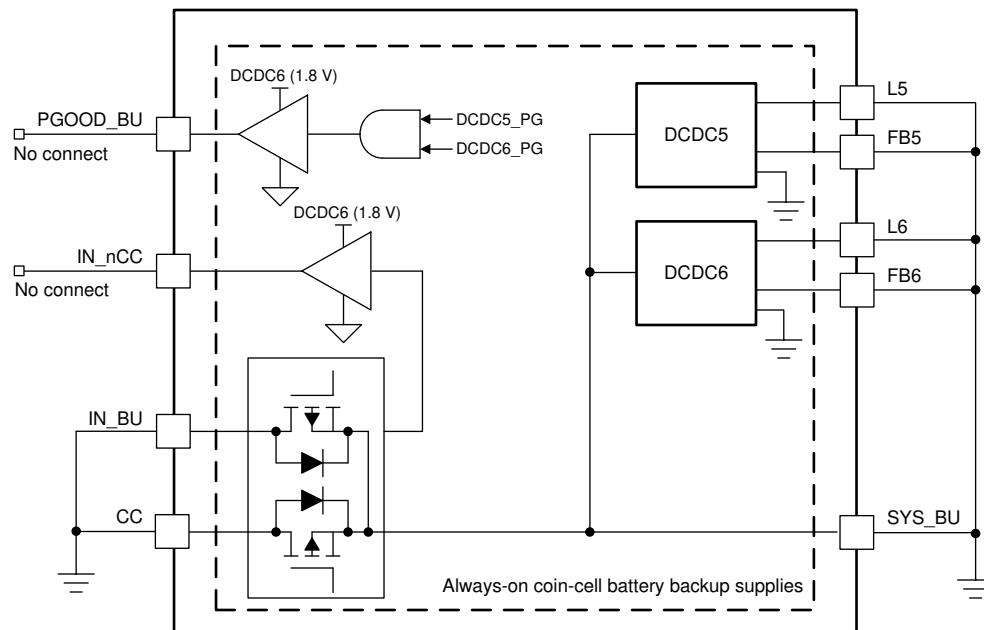 DCDC6 (1.8 V)
PGOOD_BU
No connect
DCDC5_PG
DCDC6_PG
DCDC5
L5
FB5
DCDC6 (1.8 V)
IN_nCC
No connect
DCDC6
L6
FB6
IN_BU
CC
SYS_BU
Always-on coin-cell battery backup supplies